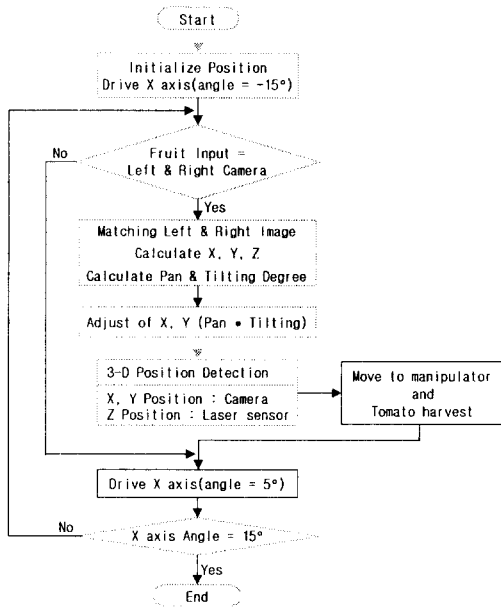 Start
Initialize Position
Drive X axis(angle = -15°)
No
Fruit Input =
Left & Right Camera
Yes
Matching Left & Right Image
Calculate X, Y, Z
Calculate Pan & Tilting Degree
Adjust of X, Y (Pan • Tilting)
3-D Position Detection
X, Y Position : Camera
Z Position : Laser sensor
Move to manipulator
and
Tomato harvest
Drive X axis(angle = 5°)
No
X axis Angle = 15°
Yes
End